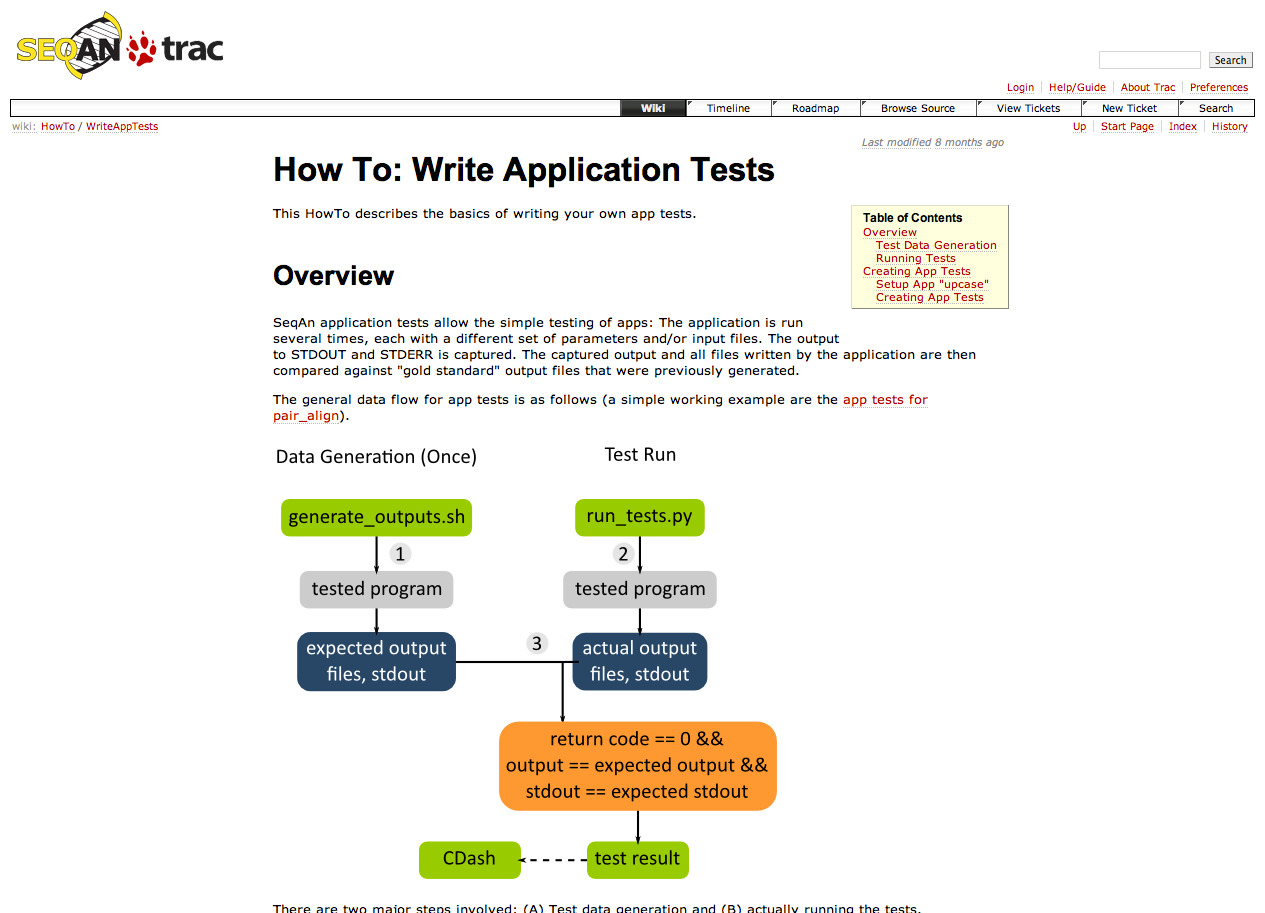 SEQAN trac
Search
Login Help/Guide About Trac Preferences
Wiki Timeline Roadmap Browse Source View Tickets New Ticket Search
wiki: HowTo / WriteAppTests
Up Start Page Index History
Last modified 8 months ago
How To: Write Application Tests
This HowTo describes the basics of writing your own app tests.
Table of Contents
Overview
Test Data Generation
Running Tests
Creating App Tests
Setup App "upcase"
Creating App Tests
Overview
SeqAn application tests allow the simple testing of apps: The application is run
several times, each with a different set of parameters and/or input files. The output
to STDOUT and STDERR is captured. The captured output and all files written by the application are then
compared against "gold standard" output files that were previously generated.
The general data flow for app tests is as follows (a simple working example are the app tests for
pair_align).
Data Generation (Once)
Test Run
generate_outputs.sh
run_tests.py
1
2
tested program
tested program
3
expected output
files, stdout
actual output
files, stdout
return code == 0 &&
output == expected output &&
stdout == expected stdout
CDash
test result
There are two major steps involved: (A) Test data generation and (B) actually running the tests.